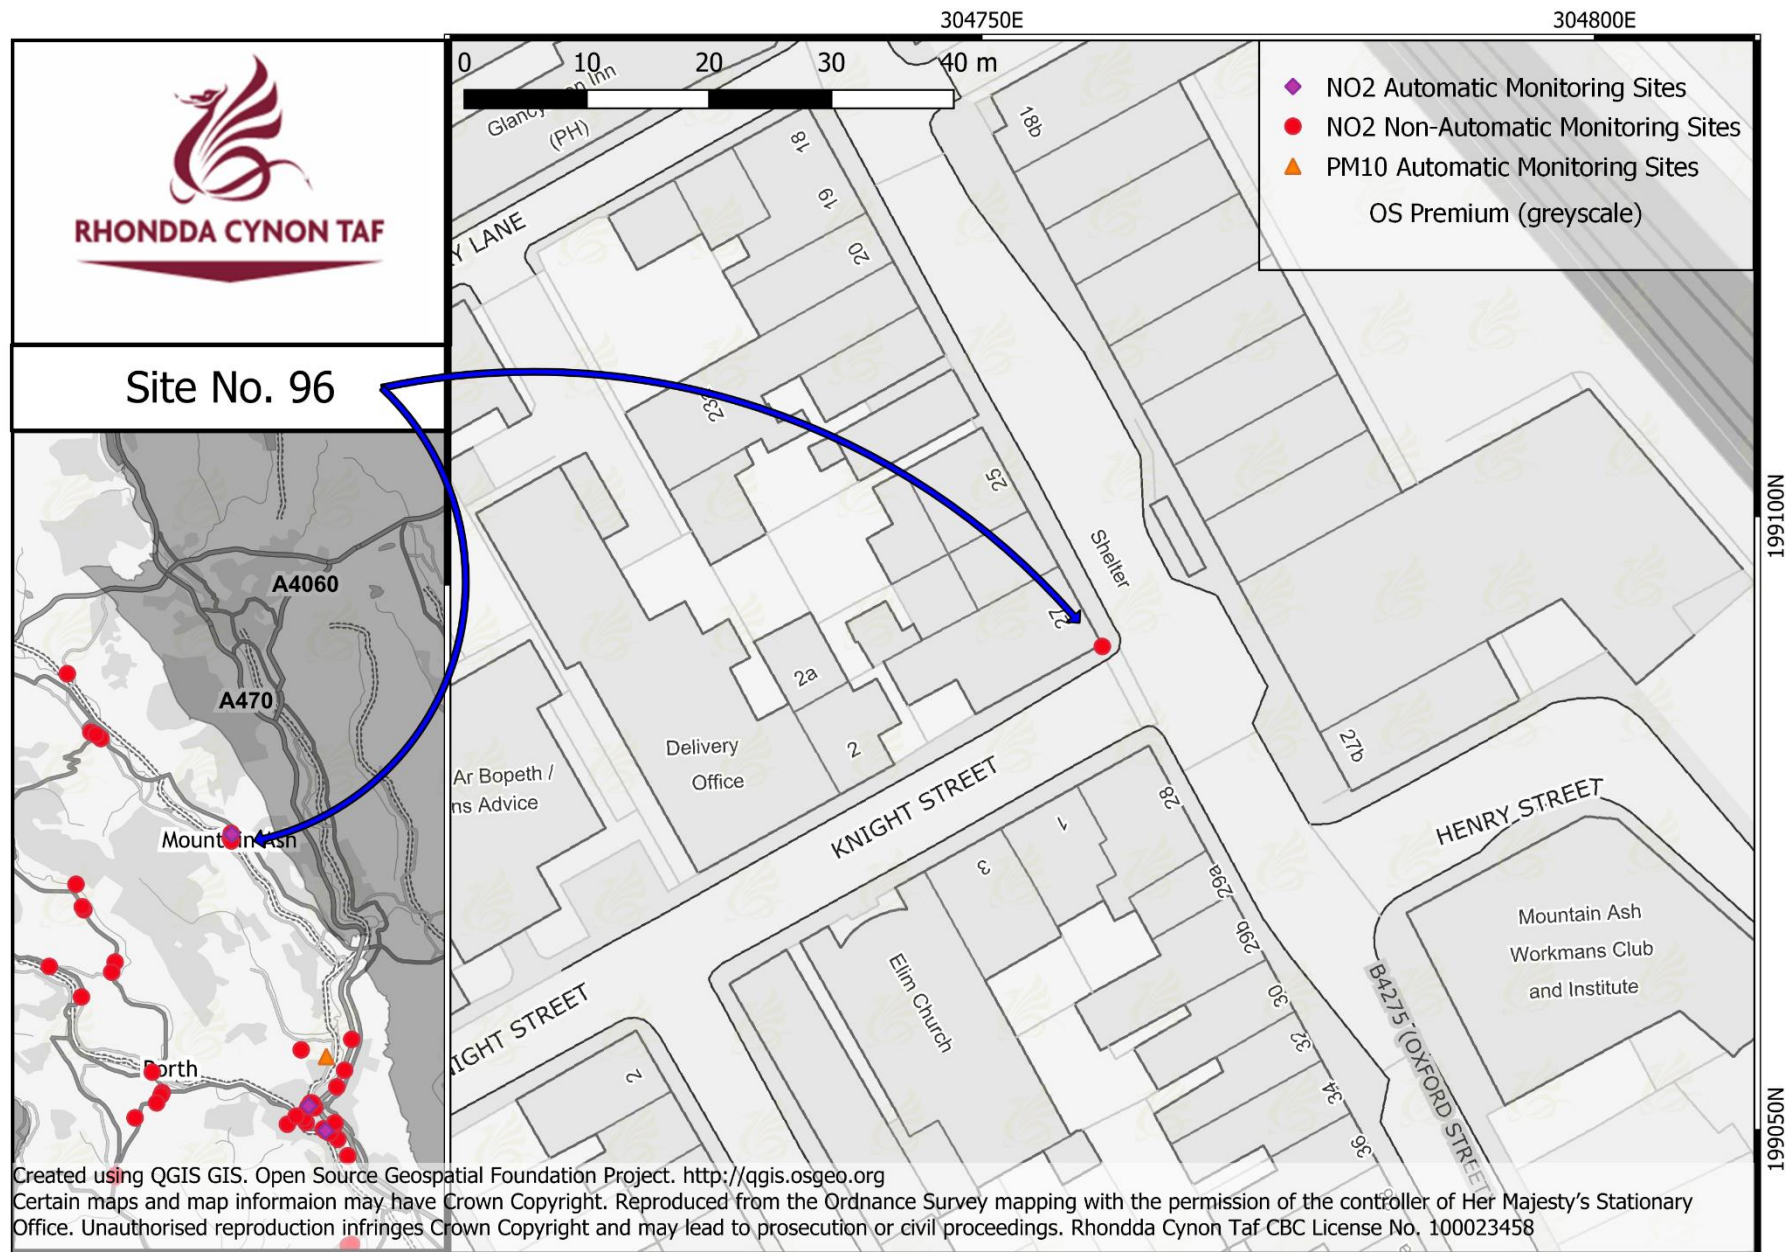 304750E
304800E
RHONDDA CYNON TAF
0 10 20 30 40 m
NO2 Automatic Monitoring Sites
NO2 Non-Automatic Monitoring Sites
PM10 Automatic Monitoring Sites
OS Premium (greyscale)
(PH)
18
18b
19
20
Y LANE
Site No. 96
25
199100N
Shelter
27
A4060
A470
2a
2
Delivery
Office
Ar Bopeth /
ns Advice
KNIGHT STREET
27b
28
HENRY STREET
1
3
29a
29b
Mountain Ash
Mountain Ash
Workmans Club
and Institute
Elim Church
B4275 (OXFORD STREET)
30
32
34
36
NIGHT STREET
2
Porth
19905 0N
Created using QGIS GIS. Open Source Geospatial Foundation Project. http://qgis.osgeo.org
Certain maps and map informaion may have Crown Copyright. Reproduced from the Ordnance Survey mapping with the permission of the controller of Her Majesty's Stationary
Office. Unauthorised reproduction infringes Crown Copyright and may lead to prosecution or civil proceedings. Rhondda Cynon Taf CBC License No. 100023458